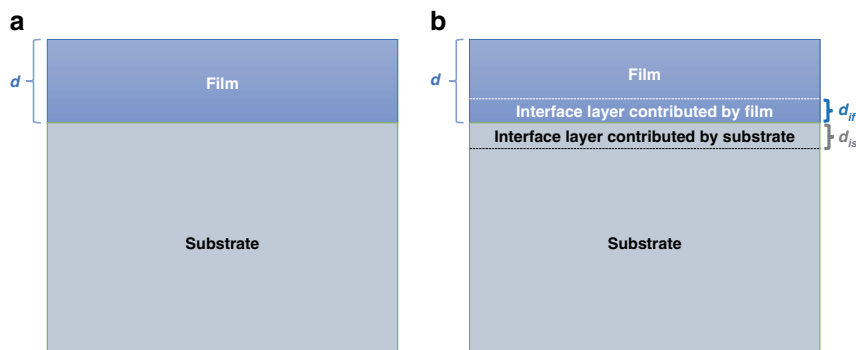 a
b
d
Film
Substrate
d
Film
Interface layer contributed by film
d_if
Interface layer contributed by substrate
d_is
Substrate